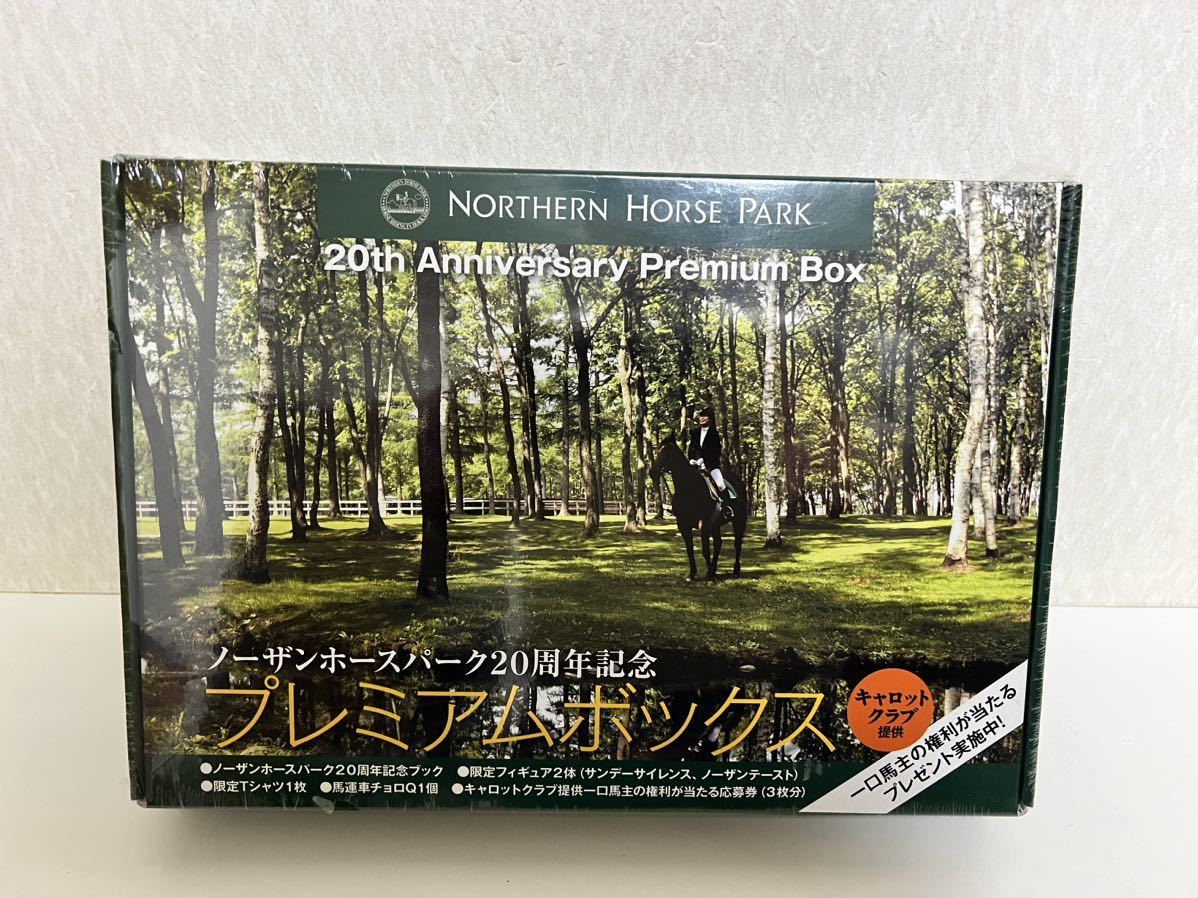 NORTHERN HORSE PARK
20th Anniversary Premium Box
ノーザンホースパーク20周年記念
プレミアムボックス
キャロット
クラブ
提供
一口馬主の権利が当たる
プレゼント実施中!
●ノーザンホースパーク20周年記念ブック ●限定フィギュア2体(サンデーサイレンス、ノーザンテースト)
●限定Tシャツ1枚 ●馬運車チョロQ1個 ●キャロットクラブ提供一口馬主の権利が当たる応募券(3枚分)